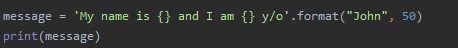 message = 'My name is {} and I am {} y/o'.format("John", 50)
print(message)